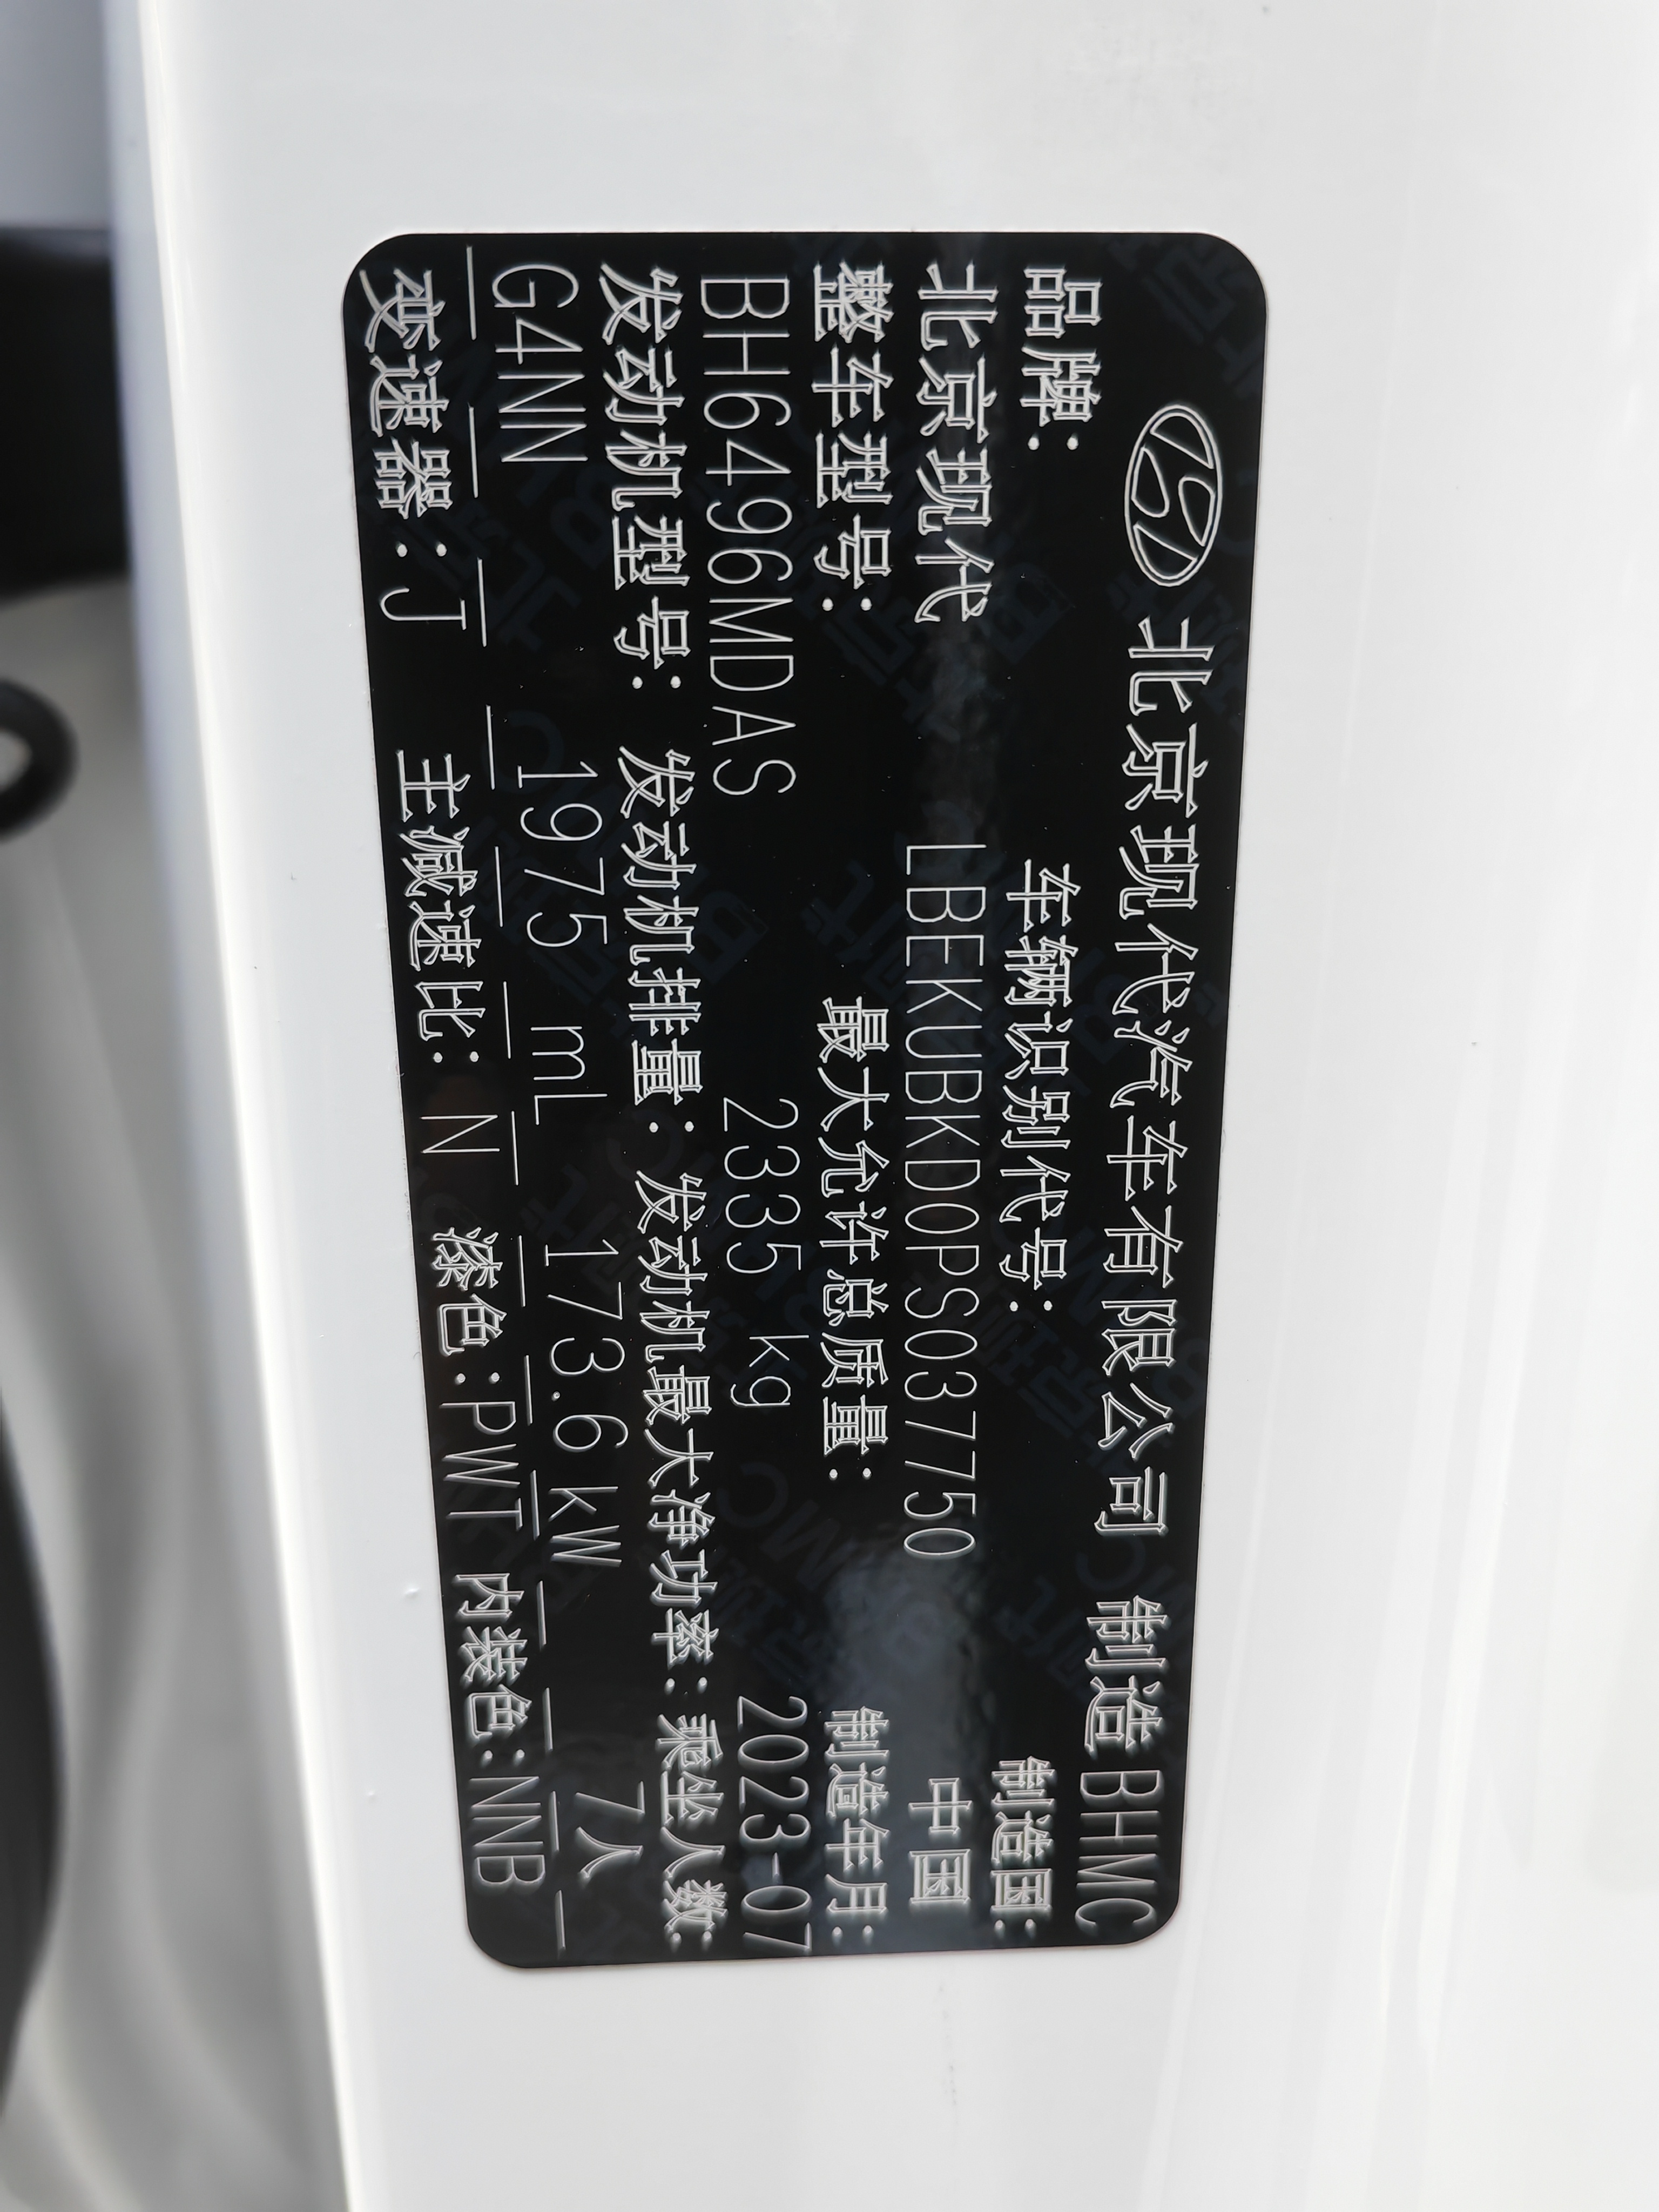 北京现代汽车有限公司 制造 BHMC
品牌: 车辆识别代号: 制造国:
北京现代 LBEKUBKD0PS037750 中国
整车型号: 最大允许总质量: 制造年月:
BH6496MDAS 2335 kg 2023-07
发动机型号: 发动机排量: 发动机最大净功率: 乘坐人数:
G4NN 1975 mL 173.6 kW 7人
变速器:J 主减速比: N 漆色:PWT 内装色:NNB